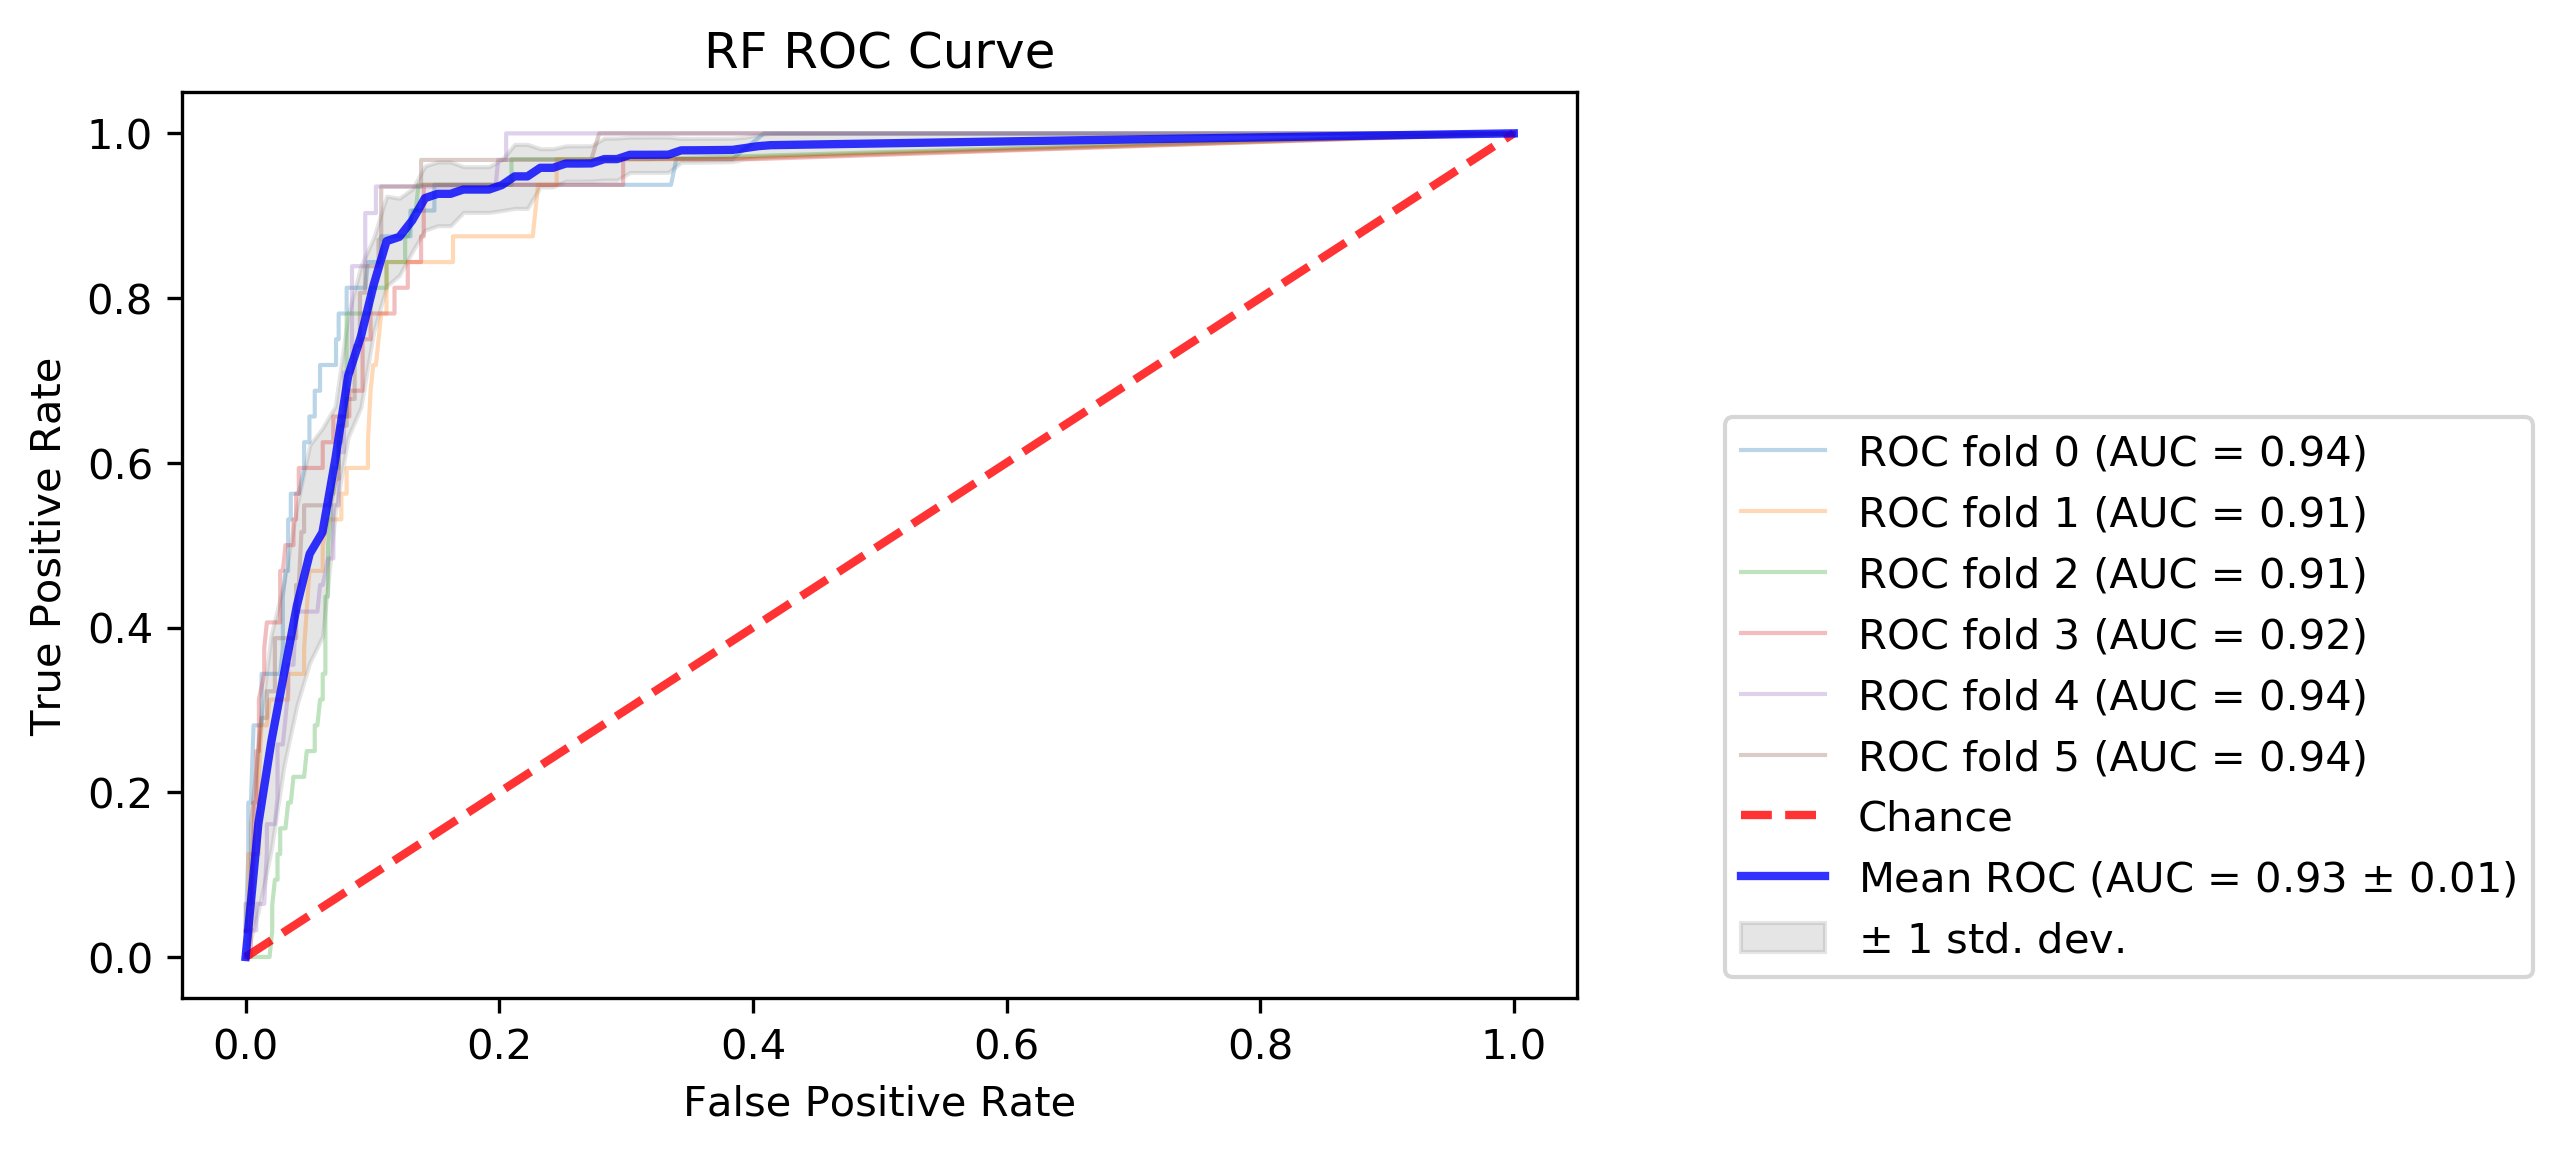 RF ROC Curve
True Positive Rate
1.0
0.8
0.6
0.4
0.2
0.0
0.0 0.2 0.4 0.6 0.8 1.0
False Positive Rate
ROC fold 0 (AUC = 0.94)
ROC fold 1 (AUC = 0.91)
ROC fold 2 (AUC = 0.91)
ROC fold 3 (AUC = 0.92)
ROC fold 4 (AUC = 0.94)
ROC fold 5 (AUC = 0.94)
Chance
Mean ROC (AUC = 0.93 ± 0.01)
± 1 std. dev.